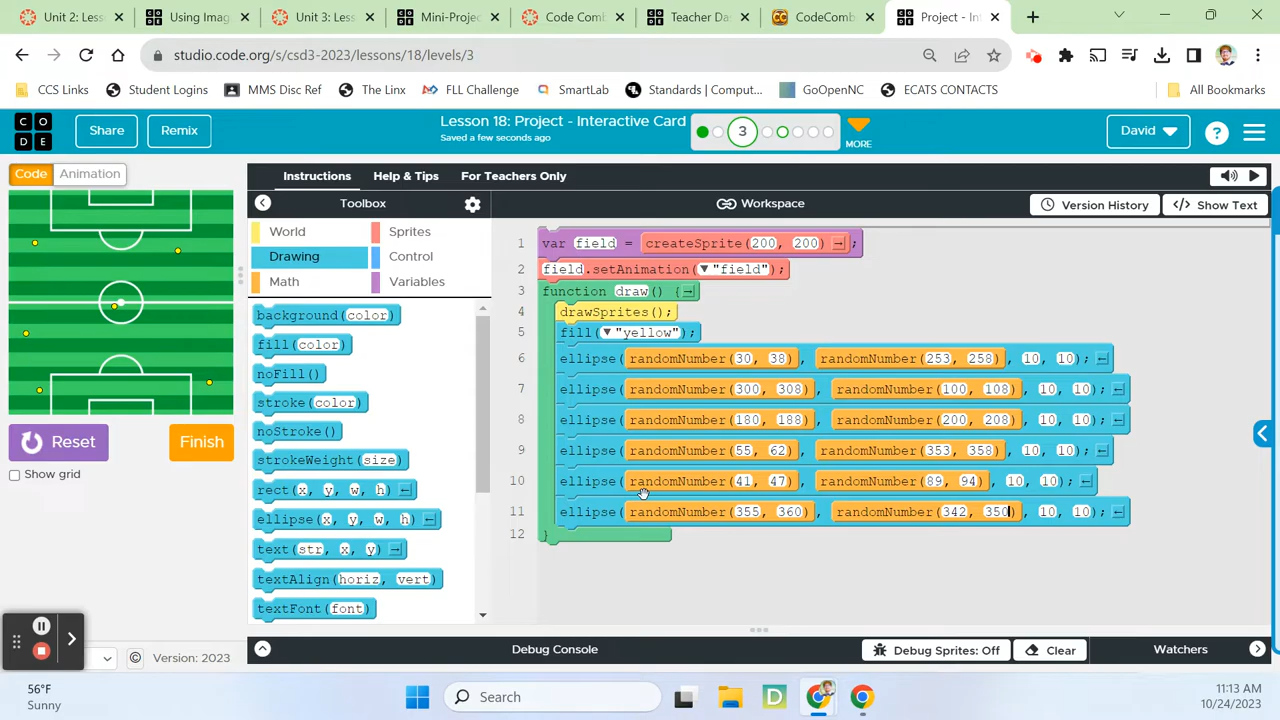 Unit 2: Less
Using Imag
Unit 3: Less
Mini-Projec
Code Comb
Teacher Das
CodeComb
Project - Int
studio.code.org/s/csd3-2023/lessons/18/levels/3
CCS Links
Student Logins
MMS Disc Ref
The Linx
FLL Challenge
SmartLab
Standards | Comput...
GoOpenNC
ECATS CONTACTS
All Bookmarks
CODE
Share
Remix
Lesson 18: Project - Interactive Card
Saved a few seconds ago
3
MORE
David
?
Code
Animation
Instructions
Help & Tips
For Teachers Only
Toolbox
Workspace
Version History
</> Show Text
World
Sprites
Drawing
Control
Math
Variables
background(color)
fill(color)
noFill()
stroke(color)
noStroke()
strokeWeight(size)
rect(x, y, w, h)
ellipse(x, y, w, h)
text(str, x, y)
textAlign(horiz, vert)
textFont(font)
1 var field = createSprite(200, 200);
2 field.setAnimation("field");
3 function draw() {
4 drawSprites();
5 fill("yellow");
6 ellipse(randomNumber(30, 38), randomNumber(253, 258), 10, 10);
7 ellipse(randomNumber(300, 308), randomNumber(100, 108), 10, 10);
8 ellipse(randomNumber(180, 188), randomNumber(200, 208), 10, 10);
9 ellipse(randomNumber(55, 62), randomNumber(353, 358), 10, 10);
10 ellipse(randomNumber(41, 47), randomNumber(89, 94), 10, 10);
11 ellipse(randomNumber(355, 360), randomNumber(342, 350), 10, 10);
12 }
Reset
Finish
Show grid
Version: 2023
Debug Console
Debug Sprites: Off
Clear
Watchers
56°F
Sunny
Search
11:13 AM
10/24/2023